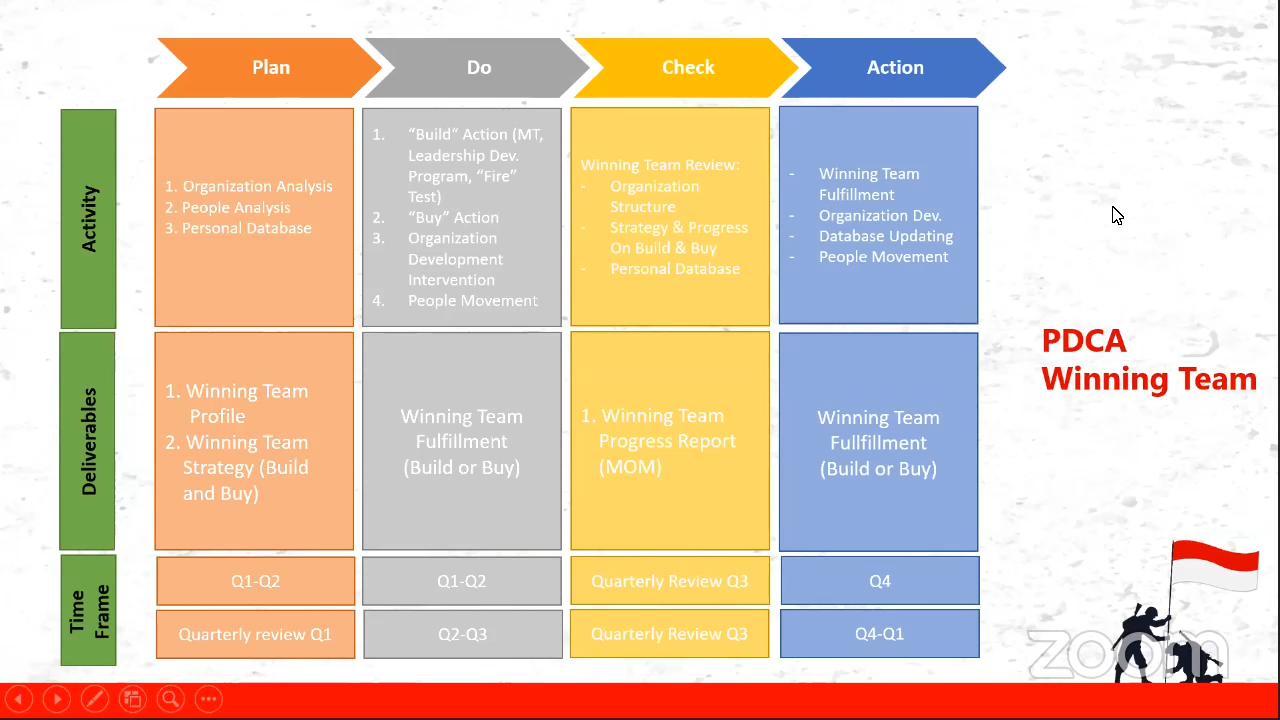 Plan
Do
Check
Action
Activity
1. Organization Analysis
2. People Analysis
3. Personal Database
1. “Build“ Action (MT,
Leadership Dev.
Program, “Fire”
Test)
2. “Buy” Action
3. Organization
Development
Intervention
4. People Movement
Winning Team Review:
- Organization
Structure
- Strategy & Progress
On Build & Buy
- Personal Database
- Winning Team
Fulfillment
- Organization Dev.
- Database Updating
- People Movement
PDCA
Winning Team
Deliverables
1. Winning Team
Profile
2. Winning Team
Strategy (Build
and Buy)
Winning Team
Fulfillment
(Build or Buy)
1. Winning Team
Progress Report
(MOM)
Winning Team
Fullfillment
(Build or Buy)
Time
Frame
Q1-Q2
Q1-Q2
Quarterly Review Q3
Q4
Quarterly review Q1
Q2-Q3
Quarterly Review Q3
Q4-Q1
zoom